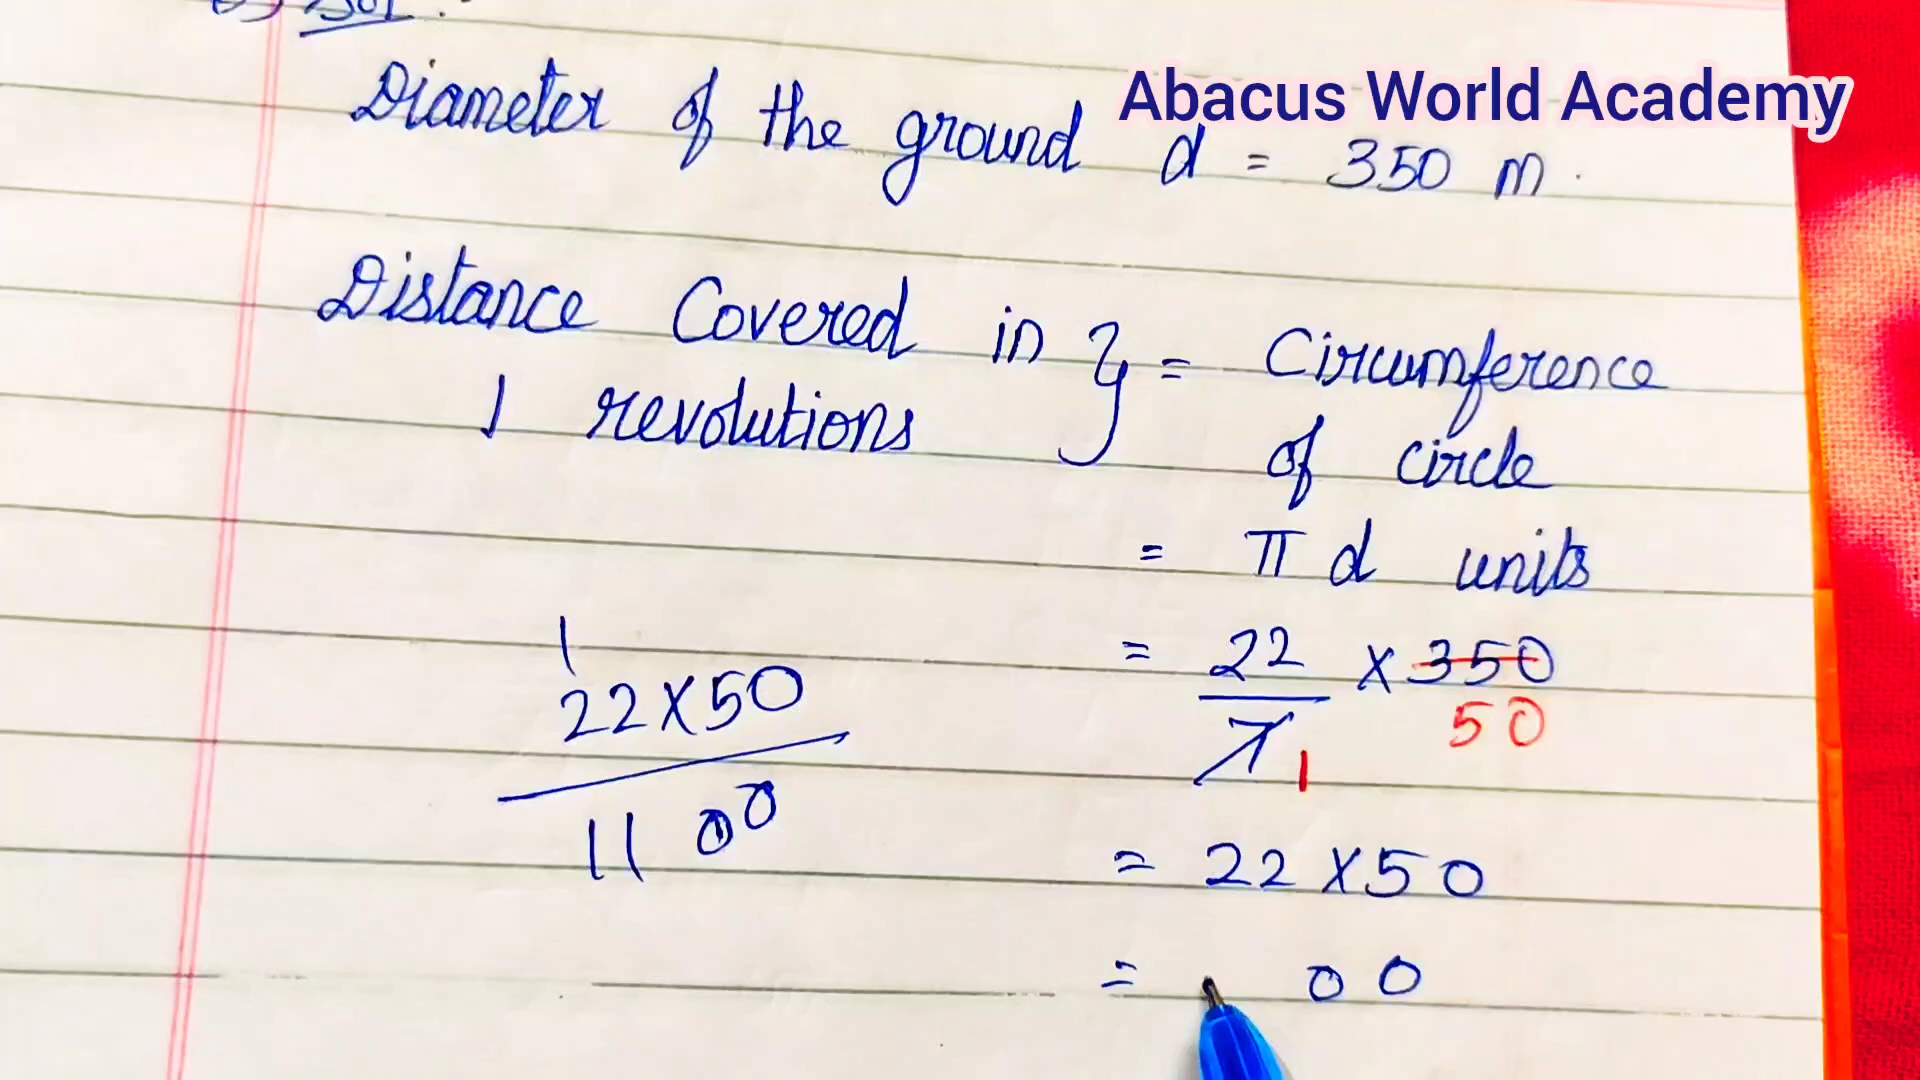 Abacus World Academy
Diameter of the ground d = 350 m.
Distance Covered in } = Circumference
1 revolutions of circle
= π d units
= 22/7 × 350
1 50
1
22 × 50
1100
= 22 × 50
= 00